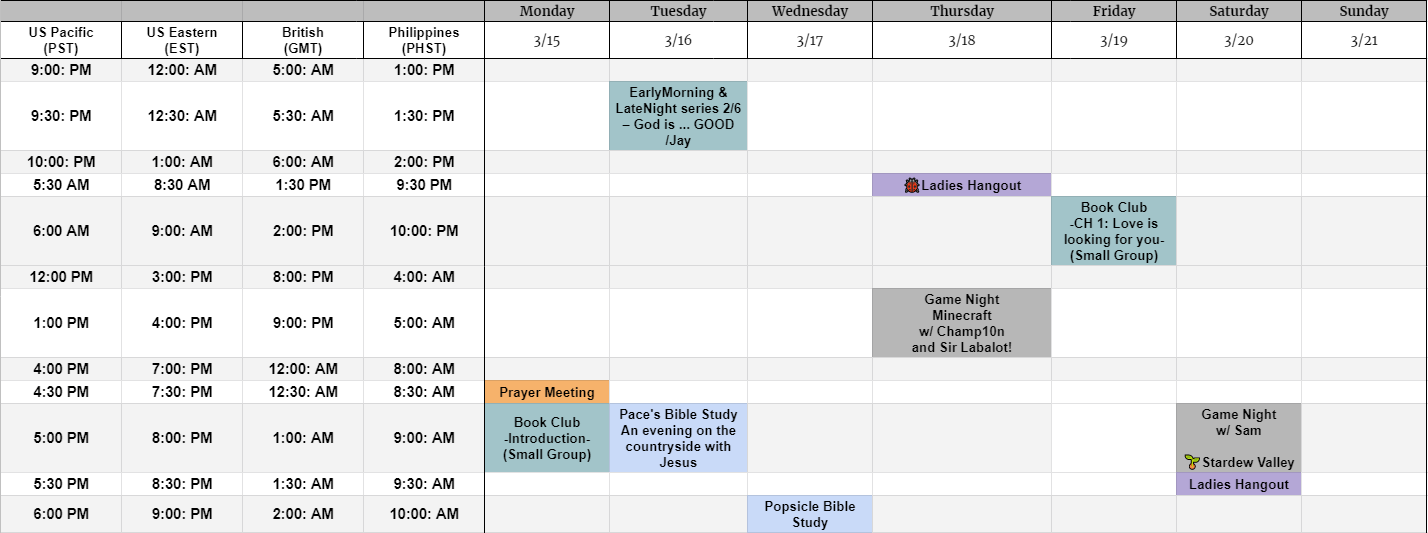 Monday Tuesday Wednesday Thursday Friday Saturday Sunday
US Pacific (PST) US Eastern (EST) British (GMT) Philippines (PHST) 3/15 3/16 3/17 3/18 3/19 3/20 3/21
9:00: PM 12:00: AM 5:00: AM 1:00: PM
9:30: PM 12:30: AM 5:30: AM 1:30: PM
EarlyMorning &
LateNight series 2/6
– God is ... GOOD
/Jay
10:00: PM 1:00: AM 6:00: AM 2:00: PM
5:30 AM 8:30 AM 1:30 PM 9:30 PM Ladies Hangout
6:00 AM 9:00: AM 2:00: PM 10:00: PM
Book Club
-CH 1: Love is
looking for you-
(Small Group)
12:00 PM 3:00: PM 8:00: PM 4:00: AM
1:00 PM 4:00: PM 9:00: PM 5:00: AM
Game Night
Minecraft
w/ Champ10n
and Sir Labalot!
4:00 PM 7:00: PM 12:00: AM 8:00: AM
4:30 PM 7:30: PM 12:30: AM 8:30: AM Prayer Meeting
5:00 PM 8:00: PM 1:00: AM 9:00: AM
Book Club
-Introduction-
(Small Group)
Pace's Bible Study
An evening on the
countryside with
Jesus
Game Night
w/ Sam
Stardew Valley
5:30 PM 8:30: PM 1:30: AM 9:30: AM Ladies Hangout
6:00 PM 9:00: PM 2:00: AM 10:00: AM
Popsicle Bible
Study